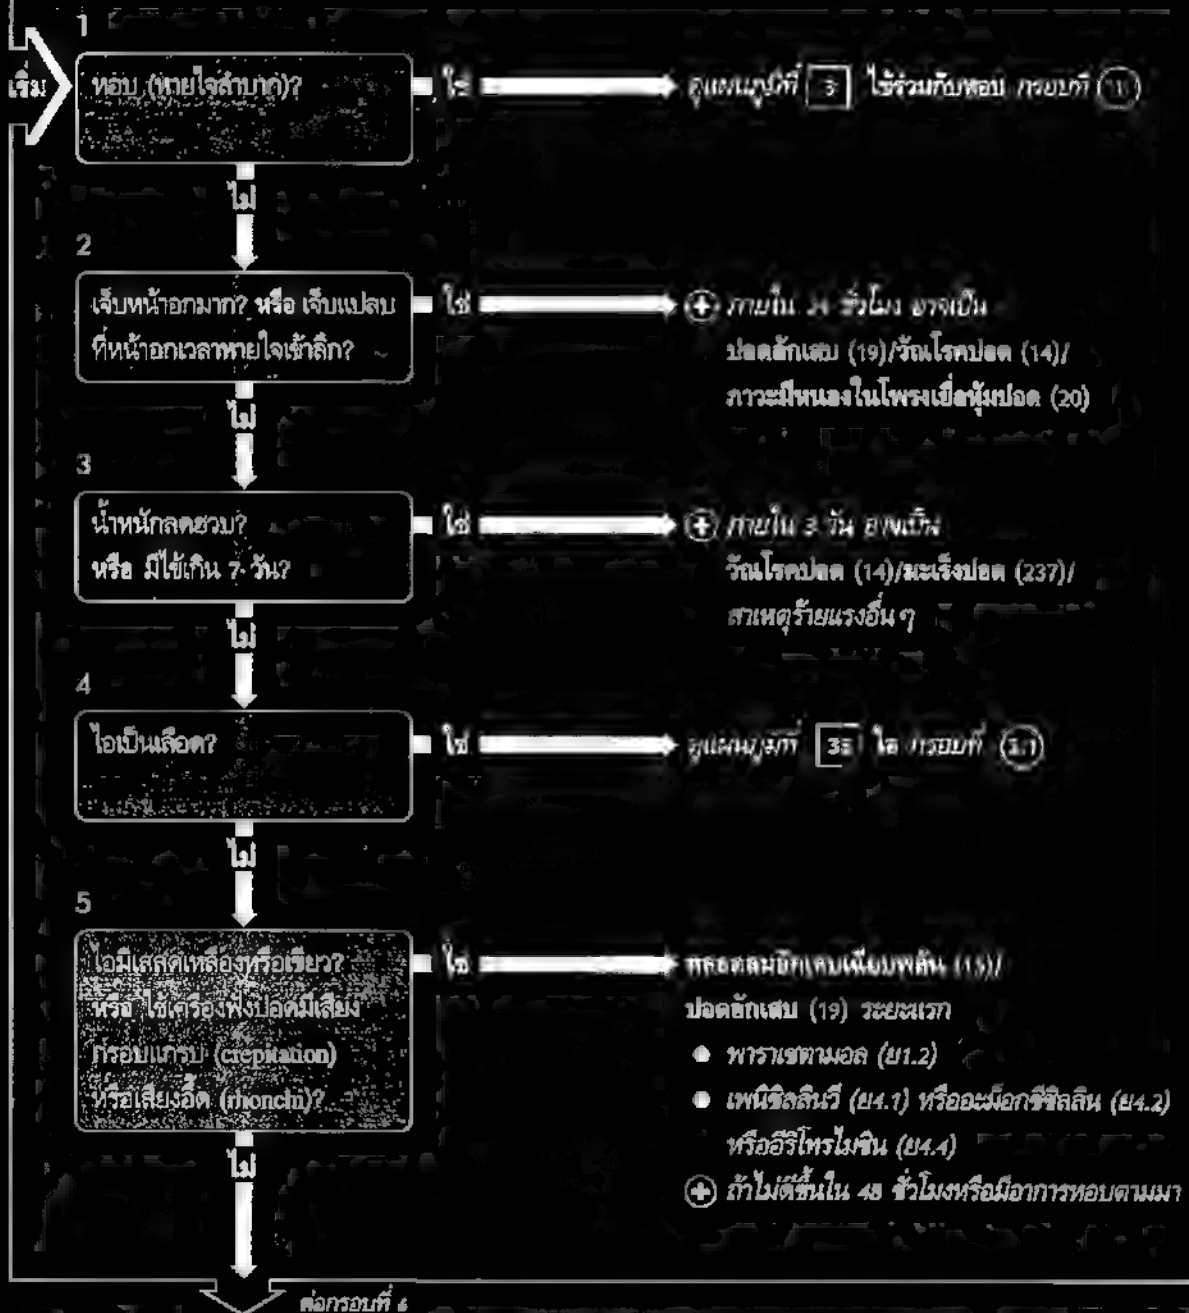 เริ่ม
1
หอบ (หายใจลำบาก)?
ใช่
ดูแผนภูมิที่ 3 ไข้ร่วมกับหอบ กรอบที่ 1
ไม่
2
เจ็บหน้าอกมาก? หรือ เจ็บแปลบ
ที่หน้าอกเวลาหายใจเข้าลึก?
ใช่
ภายใน 24 ชั่วโมง อาจเป็น
ปอดอักเสบ (19)/วัณโรคปอด (14)/
ภาวะมีหนองในโพรงเยื่อหุ้มปอด (20)
ไม่
3
น้ำหนักลดฮวบ?
หรือ มีไข้เกิน 7 วัน?
ใช่
ภายใน 3 วัน อาจเป็น
วัณโรคปอด (14)/มะเร็งปอด (237)/
สาเหตุร้ายแรงอื่น ๆ
ไม่
4
ไอเป็นเลือด?
ใช่
ดูแผนภูมิที่ ไอ กรอบที่
ไม่
5
ไอมีเสลดเหลืองหรือเขียว?
หรือ ใช้เครื่องฟังปอดมีเสียง
กรอบแกรบ (crepitation)
หรือเสียงอึ๊ด (rhonchi)?
ใช่
หลอดลมอักเสบเฉียบพลัน (15)/
ปอดอักเสบ (19) ระยะแรก
พาราเซตามอล (ย1.2)
เพนิซิลลินวี (ย4.1) หรืออะม็อกซีซิลลิน (ย4.2)
หรืออีริโทรไมซิน (ย4.4)
ถ้าไม่ดีขึ้นใน 48 ชั่วโมงหรือมีอาการหอบตามมา
ไม่
ต่อกรอบที่ 6